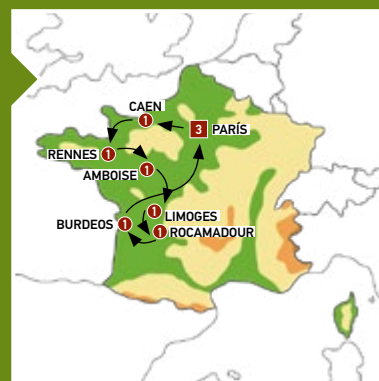 CAEN
1
3 PARÍS
RENNES 1
AMBOISE 1
1 LIMOGES
BURDEOS 1
1 ROCAMADOUR